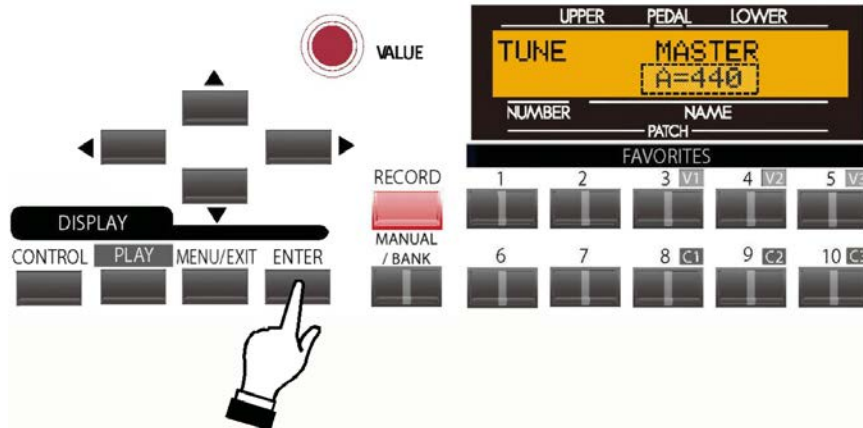 UPPER PEDAL LOWER
VALUE
TUNE MASTER
A=440
NUMBER NAME
PATCH
FAVORITES
RECORD
1 2 3 V1 4 V2 5 V3
DISPLAY
CONTROL PLAY MENU/EXIT ENTER
MANUAL
/ BANK
6 7 8 C1 9 C2 10 C3